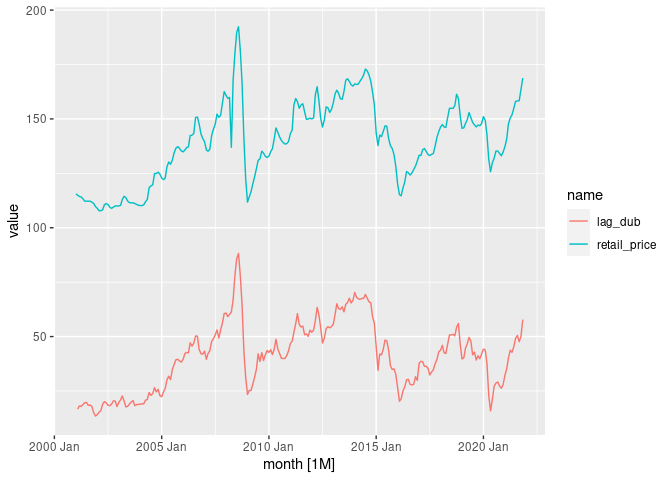 200
150
100
50
value
2000 Jan
2005 Jan
2010 Jan
2015 Jan
2020 Jan
month [1M]
name
lag_dub
retail_price